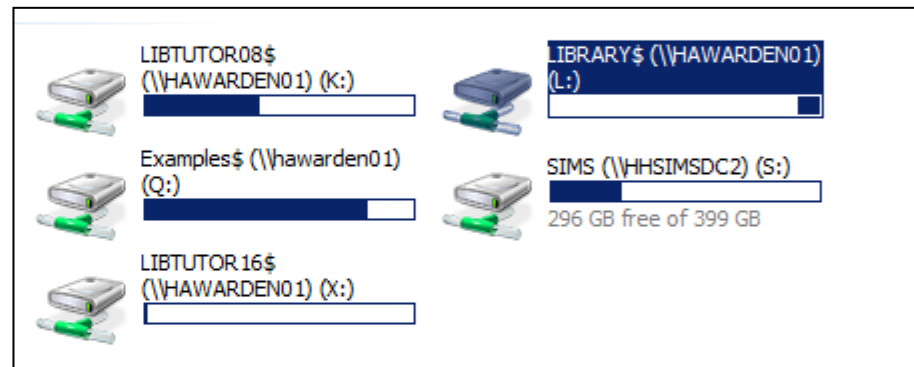 LIBTUTOR08$
(\\HAWARDEN01) (K:)
LIBRARY$ (\\HAWARDEN01)
(L:)
Examples$ (\\hawarden01)
(Q:)
SIMS (\\HHSIMSDC2) (S:)
296 GB free of 399 GB
LIBTUTOR16$
(\\HAWARDEN01) (X:)